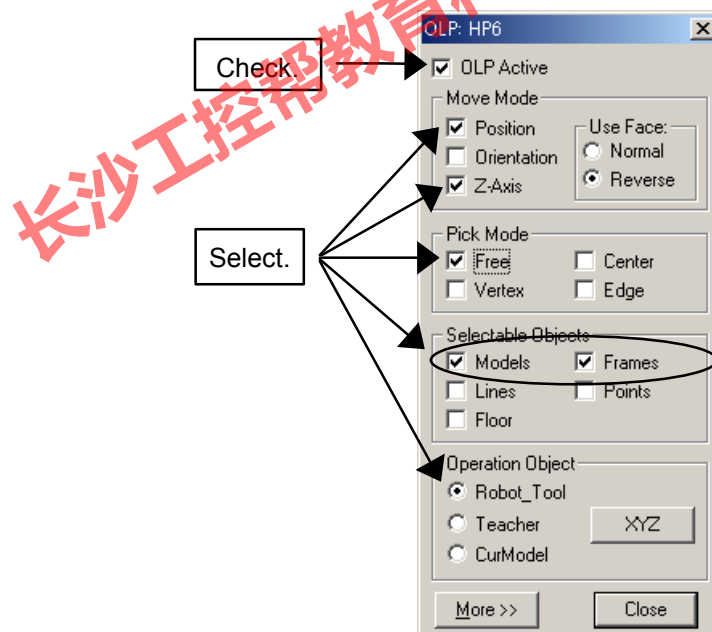 OLP: HP6
Check.
OLP Active
Move Mode
Position
Use Face:
Orientation
Normal
Z-Axis
Reverse
Select.
Pick Mode
Free
Center
Vertex
Edge
Selectable Objects
Models
Frames
Lines
Points
Floor
Operation Object
Robot_Tool
Teacher
XYZ
CurModel
More >>
Close
长沙工控帮教育